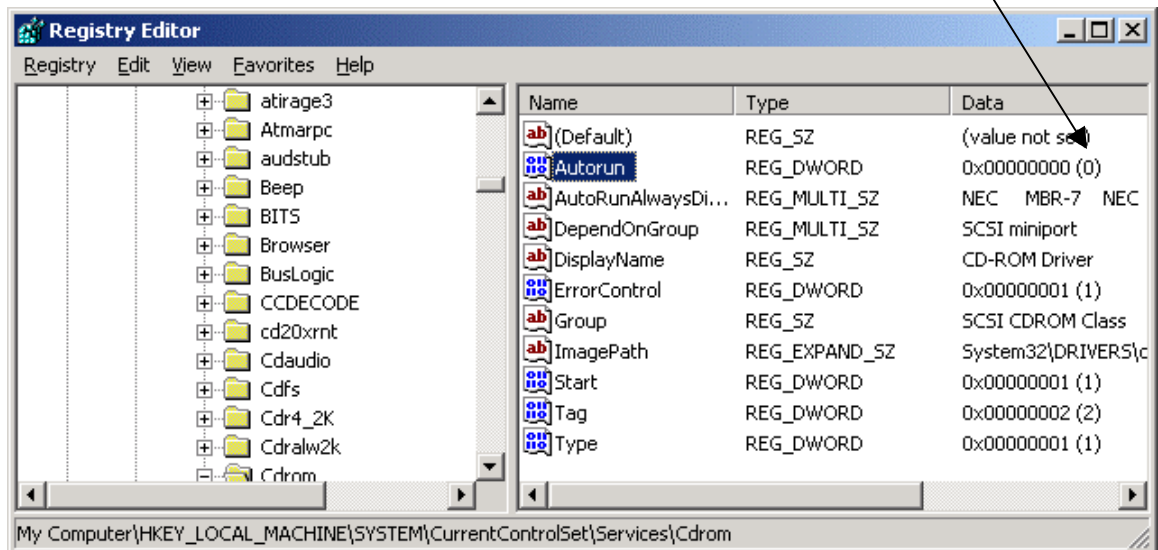 Registry Editor
Registry Edit View Favorites Help
atirage3
Atmarpc
audstub
Beep
BITS
Browser
BusLogic
CCDECODE
cd20xrnt
Cdaudio
Cdfs
Cdr4_2K
Cdralw2k
Cdrom
Name Type Data
(Default) REG_SZ (value not set)
Autorun REG_DWORD 0x00000000 (0)
AutoRunAlwaysDi... REG_MULTI_SZ NEC MBR-7 NEC
DependOnGroup REG_MULTI_SZ SCSI miniport
DisplayName REG_SZ CD-ROM Driver
ErrorControl REG_DWORD 0x00000001 (1)
Group REG_SZ SCSI CDROM Class
ImagePath REG_EXPAND_SZ System32\DRIVERS\c
Start REG_DWORD 0x00000001 (1)
Tag REG_DWORD 0x00000002 (2)
Type REG_DWORD 0x00000001 (1)
My Computer\HKEY_LOCAL_MACHINE\SYSTEM\CurrentControlSet\Services\Cdrom